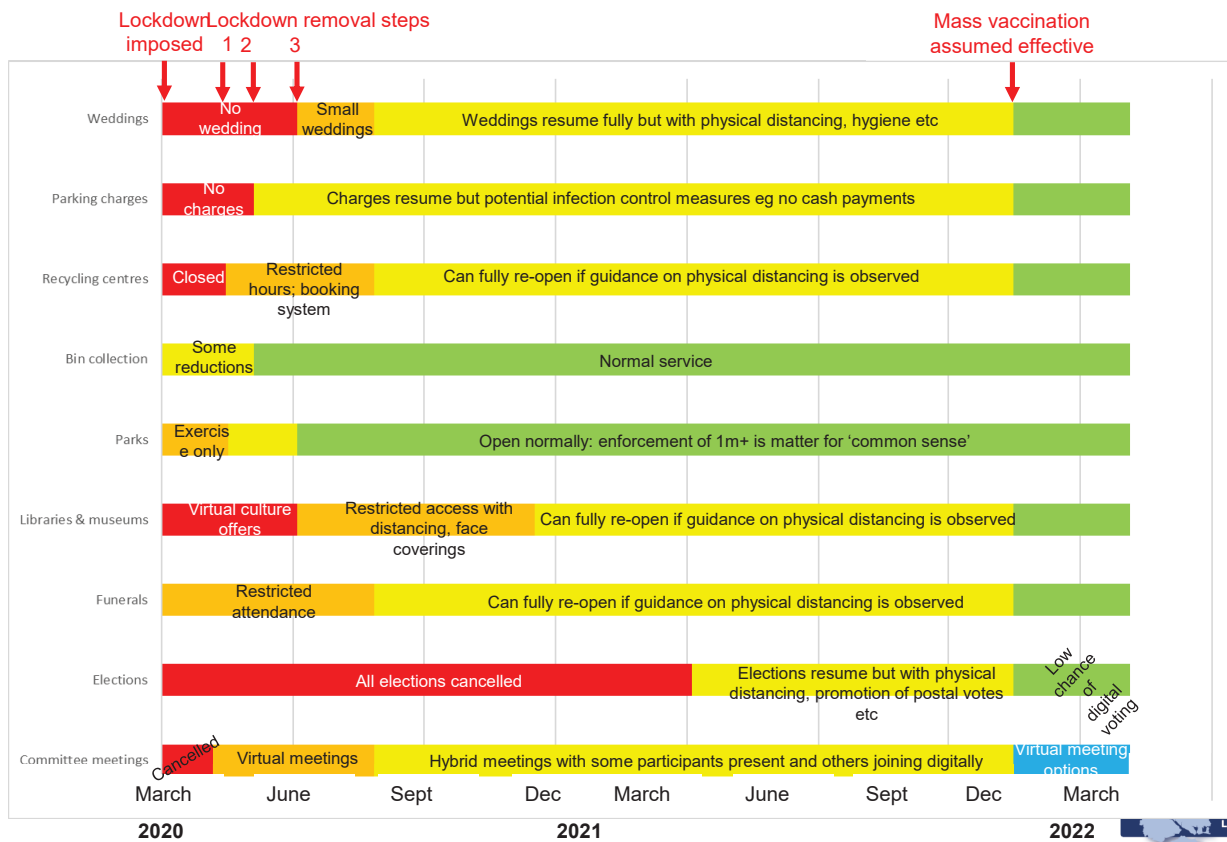 Lockdown
imposed
Lockdown removal steps
1 2 3
Mass vaccination
assumed effective
Weddings
No
wedding
Small
weddings
Weddings resume fully but with physical distancing, hygiene etc
Parking charges
No
charges
Charges resume but potential infection control measures eg no cash payments
Recycling centres
Closed
Restricted
hours; booking
system
Can fully re-open if guidance on physical distancing is observed
Bin collection
Some
reductions
Normal service
Parks
Exercis
e only
Open normally: enforcement of 1m+ is matter for ‘common sense’
Libraries & museums
Virtual culture
offers
Restricted access with
distancing, face
coverings
Can fully re-open if guidance on physical distancing is observed
Funerals
Restricted
attendance
Can fully re-open if guidance on physical distancing is observed
Elections
All elections cancelled
Elections resume but with physical
distancing, promotion of postal votes
etc
Low
chance
of
digital
voting
Committee meetings
Cancelled
Virtual meetings
Hybrid meetings with some participants present and others joining digitally
Virtual meeting
options
March June Sept Dec March June Sept Dec March
2020 2021 2022
L